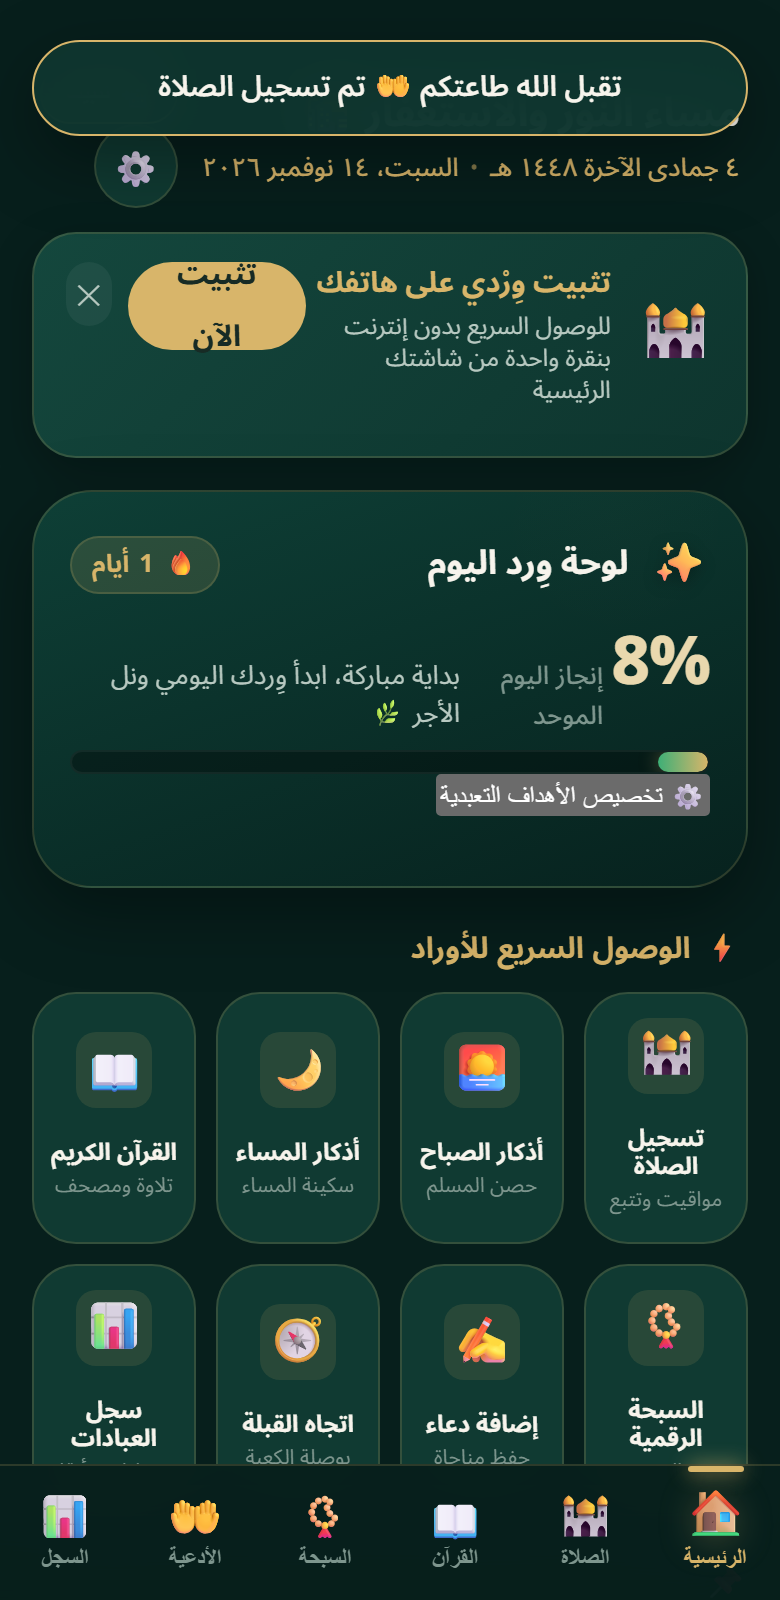 تقبل الله طاعتكم 🤲 تم تسجيل الصلاة
٤ جمادى الآخرة ١٤٤٨ هـ • السبت، ١٤ نوفمبر ٢٠٢٦
تثبيت وِرْدي على هاتفك
للوصول السريع بدون إنترنت
بنقرة واحدة من شاشتك
الرئيسية
تثبيت
الآن
✨ لوحة وِرد اليوم
🔥 1 أيام
8%
إنجاز اليوم
الموحد
بداية مباركة، ابدأ وِردك اليومي ونل
الأجر 🌿
⚙️ تخصيص الأهداف التعبدية
⚡ الوصول السريع للأوراد
تسجيل
الصلاة
مواقيت وتتبع
أذكار الصباح
حصن المسلم
أذكار المساء
سكينة المساء
القرآن الكريم
تلاوة ومصحف
السبحة
الرقمية
إضافة دعاء
حفظ مناجاة
اتجاه القبلة
بوصلة الكعبة
سجل
العبادات
الرئيسية
الصلاة
القرآن
السبحة
الأدعية
السجل